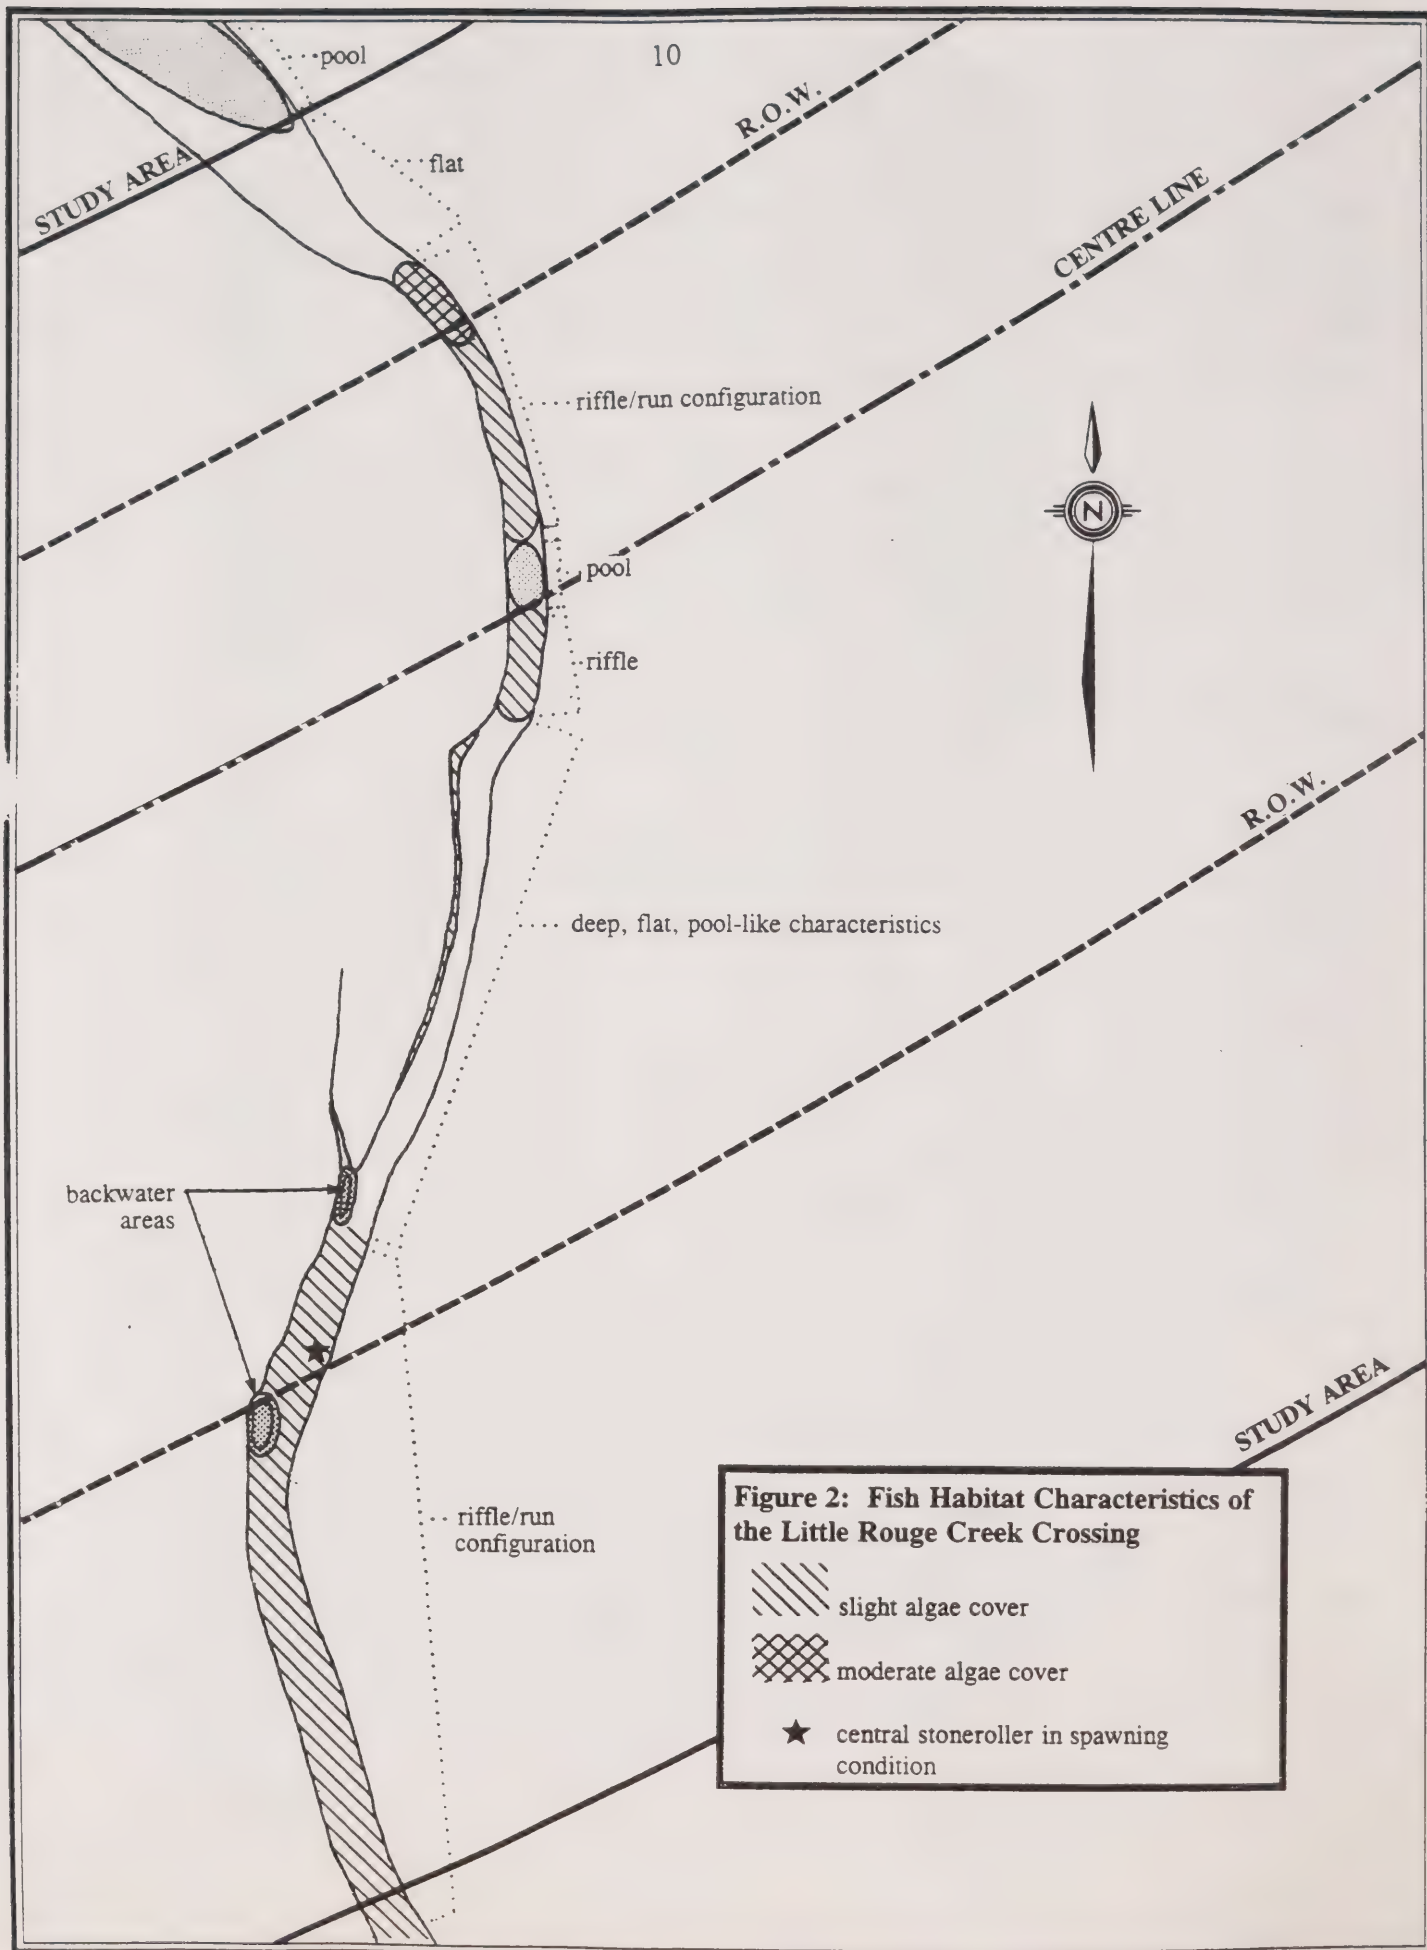 10
pool
R.O.W.
flat
STUDY AREA
CENTRE LINE
riffle/run configuration
N
pool
riffle
R.O.W.
deep, flat, pool-like characteristics
backwater
areas
STUDY AREA
riffle/run
configuration
Figure 2: Fish Habitat Characteristics of
the Little Rouge Creek Crossing
slight algae cover
moderate algae cover
central stoneroller in spawning
condition